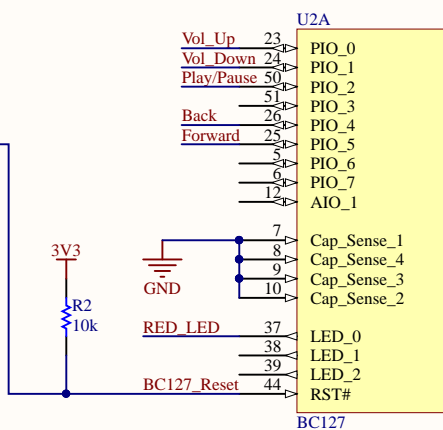 U2A
Vol_Up 23 PIO_0
Vol_Down 24 PIO_1
Play/Pause 50 PIO_2
51 PIO_3
Back 26 PIO_4
Forward 25 PIO_5
5 PIO_6
6 PIO_7
12 AIO_1
7 Cap_Sense_1
8 Cap_Sense_4
9 Cap_Sense_3
10 Cap_Sense_2
3V3
GND
R2
10k
RED_LED 37 LED_0
38 LED_1
39 LED_2
BC127_Reset 44 RST#
BC127